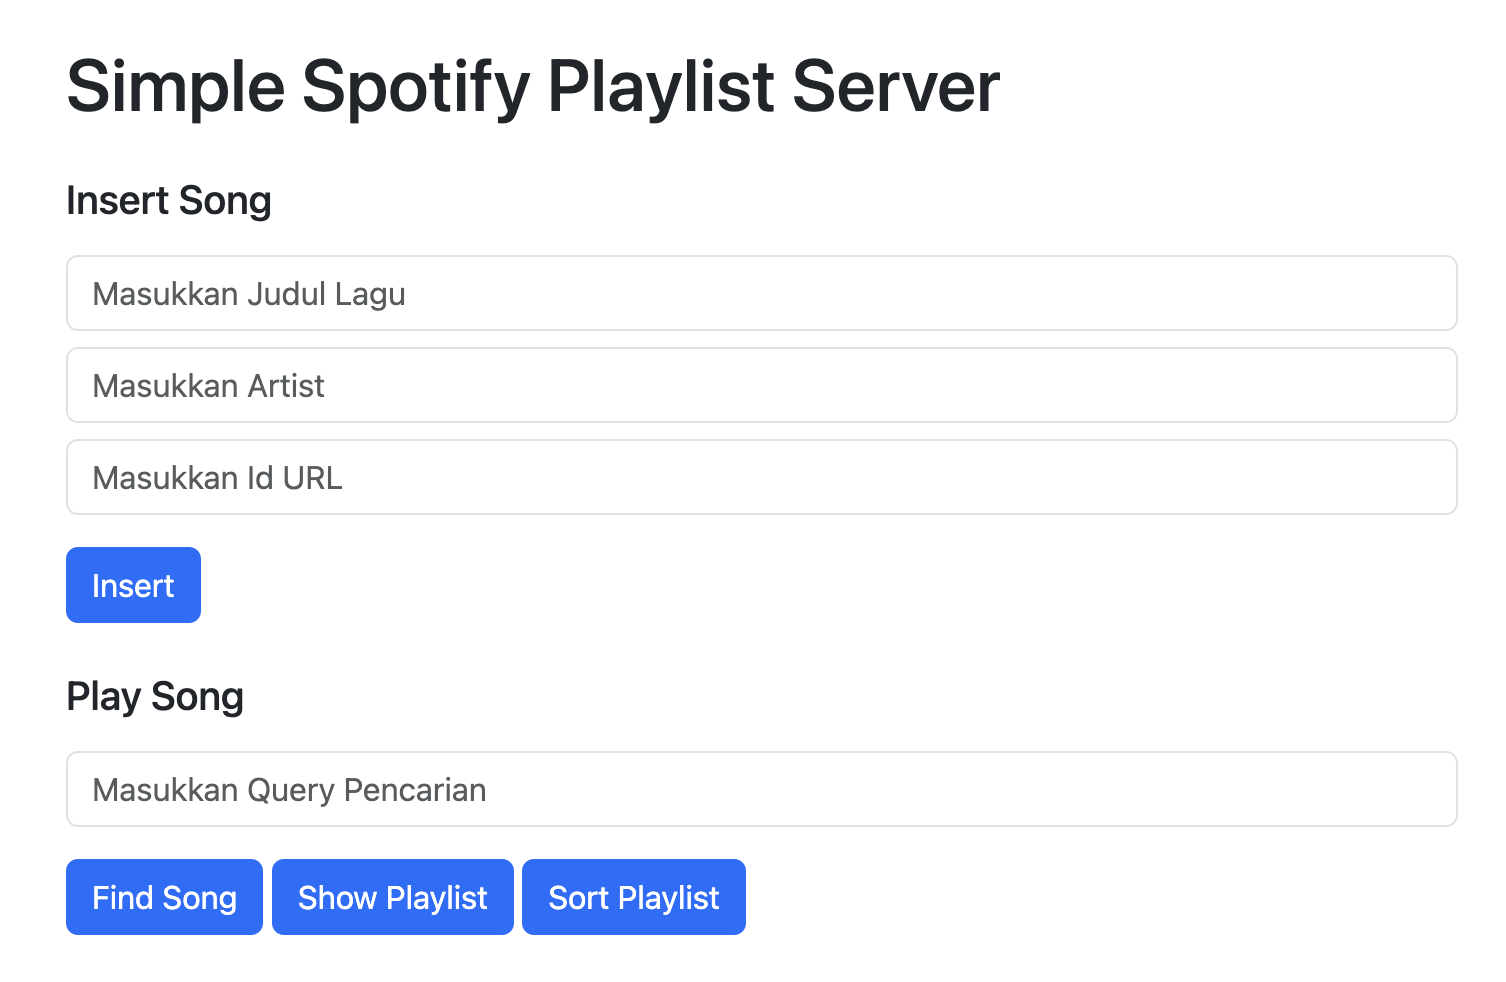 Simple Spotify Playlist Server
Insert Song
Masukkan Judul Lagu
Masukkan Artist
Masukkan Id URL
Insert
Play Song
Masukkan Query Pencarian
Find Song Show Playlist Sort Playlist